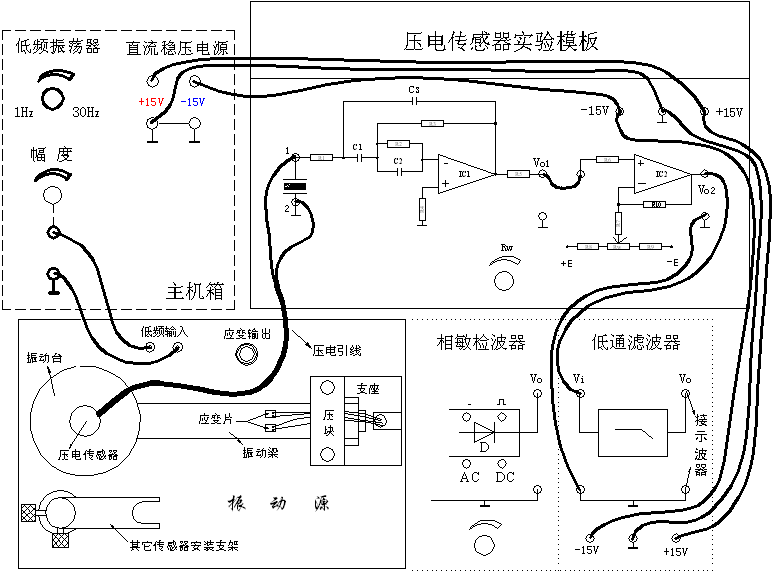 压电传感器实验模板
低频振荡器 直流稳压电源
+15V -15V
1Hz 30Hz
幅 度
主机箱
C3
-15V +15V
1 C1
C2
- + IC1
Vo1
+ - IC2
Vo2
R10
2
Rw
+E -E
低频输入 应变输出
压电引线
振动台
压电传感器
应变片
振动梁
压块
支座
振 动 源
其它传感器安装支架
相敏检波器
Vo
D
AC DC
低通滤波器
Vi Vo
接示波器
-15V +15V